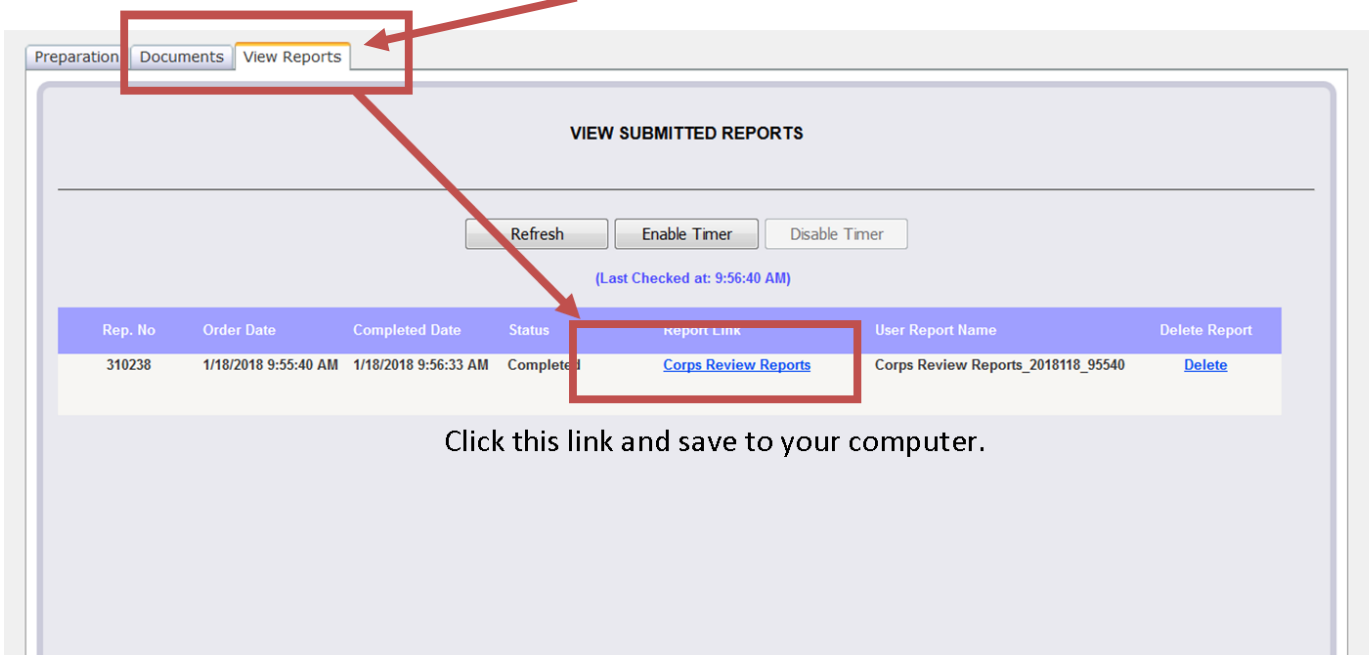 Preparation Documents View Reports
VIEW SUBMITTED REPORTS
Refresh Enable Timer Disable Timer
(Last Checked at: 9:56:40 AM)
Rep. No Order Date Completed Date Status Report Link User Report Name Delete Report
310238 1/18/2018 9:55:40 AM 1/18/2018 9:56:33 AM Completed Corps Review Reports Corps Review Reports_2018118_95540 Delete
Click this link and save to your computer.